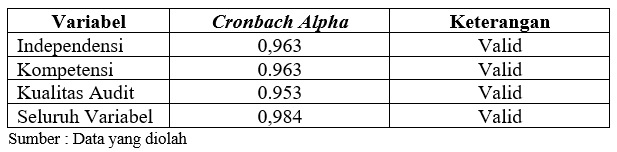 Variabel Cronbach Alpha Keterangan
Independensi 0,963 Valid
Kompetensi 0.963 Valid
Kualitas Audit 0.953 Valid
Seluruh Variabel 0,984 Valid
Sumber : Data yang diolah